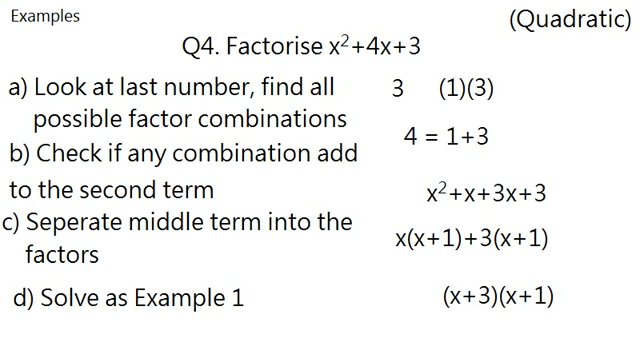 Examples
(Quadratic)
Q4. Factorise x²+4x+3
a) Look at last number, find all
possible factor combinations
3 (1)(3)
b) Check if any combination add
to the second term
4 = 1+3
c) Seperate middle term into the
factors
x²+x+3x+3
x(x+1)+3(x+1)
d) Solve as Example 1
(x+3)(x+1)